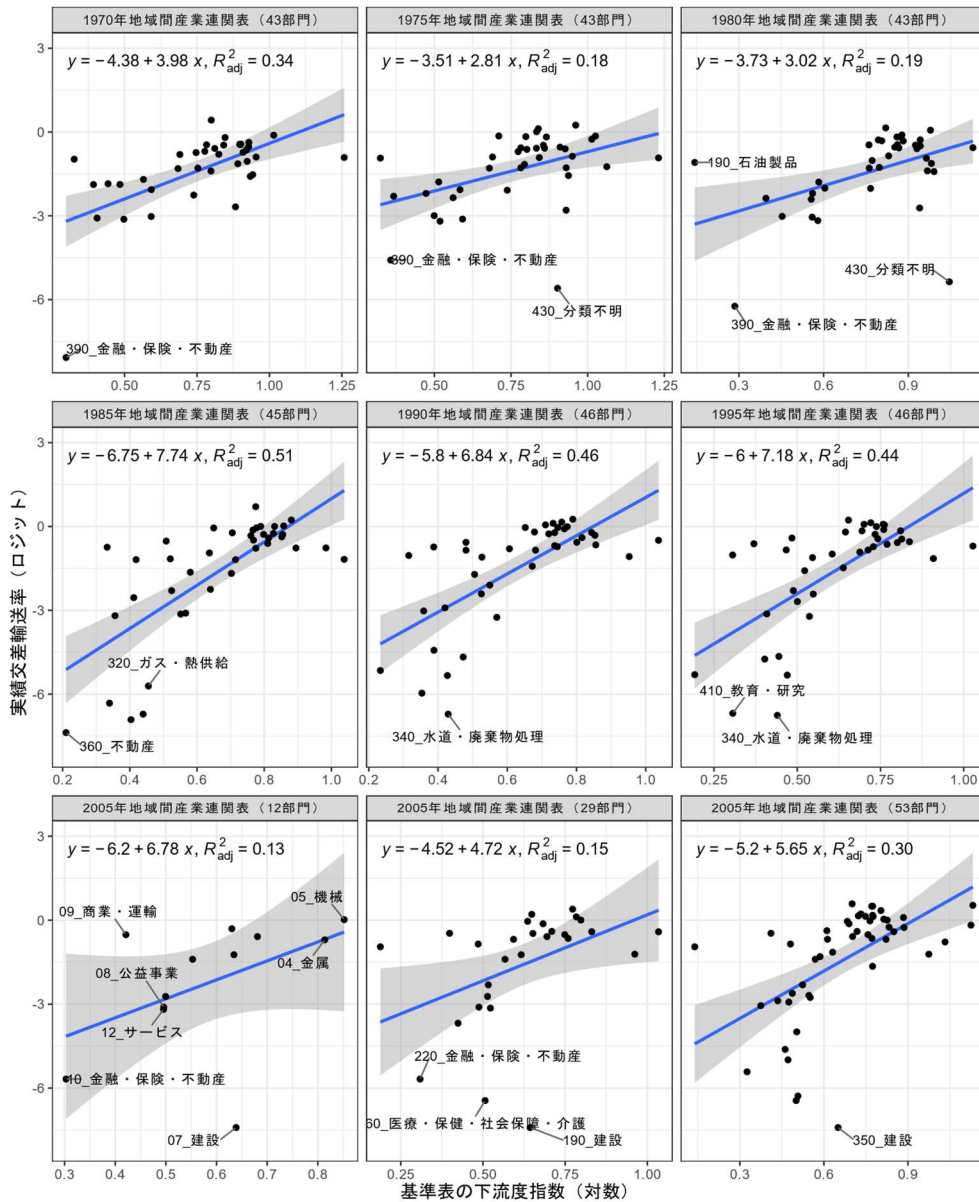 1970年地域間産業連関表（43部門）
y = −4.38 + 3.98 x, R²adj = 0.34
390_金融・保険・不動産
0.50 0.75 1.00 1.25
3
0
-3
-6
1975年地域間産業連関表（43部門）
y = −3.51 + 2.81 x, R²adj = 0.18
390_金融・保険・不動産
430_分類不明
0.50 0.75 1.00 1.25
1980年地域間産業連関表（43部門）
y = −3.73 + 3.02 x, R²adj = 0.19
190_石油製品
430_分類不明
390_金融・保険・不動産
0.3 0.6 0.9
1985年地域間産業連関表（45部門）
y = −6.75 + 7.74 x, R²adj = 0.51
320_ガス・熱供給
360_不動産
0.2 0.4 0.6 0.8 1.0
3
0
-3
-6
1990年地域間産業連関表（46部門）
y = −5.8 + 6.84 x, R²adj = 0.46
340_水道・廃棄物処理
0.2 0.4 0.6 0.8 1.0
1995年地域間産業連関表（46部門）
y = −6 + 7.18 x, R²adj = 0.44
410_教育・研究
340_水道・廃棄物処理
0.25 0.50 0.75 1.00
2005年地域間産業連関表（12部門）
y = −6.2 + 6.78 x, R²adj = 0.13
05_機械
09_商業・運輸
04_金属
08_公益事業
12_サービス
10_金融・保険・不動産
07_建設
0.3 0.4 0.5 0.6 0.7 0.8
3
0
-3
-6
2005年地域間産業連関表（29部門）
y = −4.52 + 4.72 x, R²adj = 0.15
220_金融・保険・不動産
60_医療・保健・社会保障・介護
190_建設
0.25 0.50 0.75 1.00
2005年地域間産業連関表（53部門）
y = −5.2 + 5.65 x, R²adj = 0.30
350_建設
0.3 0.6 0.9
実績交差輸送率（ロジット）
基準表の下流度指数（対数）